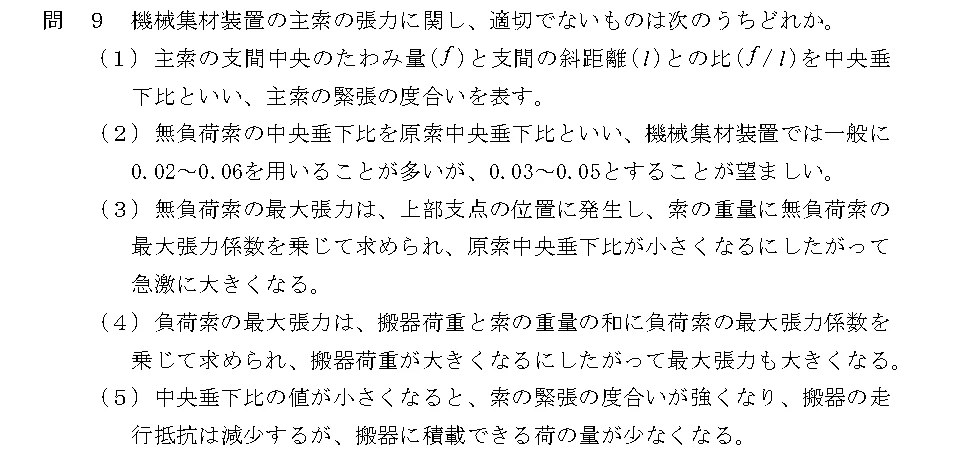 問　９　機械集材装置の主索の張力に関し、適切でないものは次のうちどれか。
（１）主索の支間中央のたわみ量(f)と支間の斜距離(l)との比(f/l)を中央垂
下比といい、主索の緊張の度合いを表す。
（２）無負荷索の中央垂下比を原索中央垂下比といい、機械集材装置では一般に
0.02～0.06を用いることが多いが、0.03～0.05とすることが望ましい。
（３）無負荷索の最大張力は、上部支点の位置に発生し、索の重量に無負荷索の
最大張力係数を乗じて求められ、原索中央垂下比が小さくなるにしたがって
急激に大きくなる。
（４）負荷索の最大張力は、搬器荷重と索の重量の和に負荷索の最大張力係数を
乗じて求められ、搬器荷重が大きくなるにしたがって最大張力も大きくなる。
（５）中央垂下比の値が小さくなると、索の緊張の度合いが強くなり、搬器の走
行抵抗は減少するが、搬器に積載できる荷の量が少なくなる。